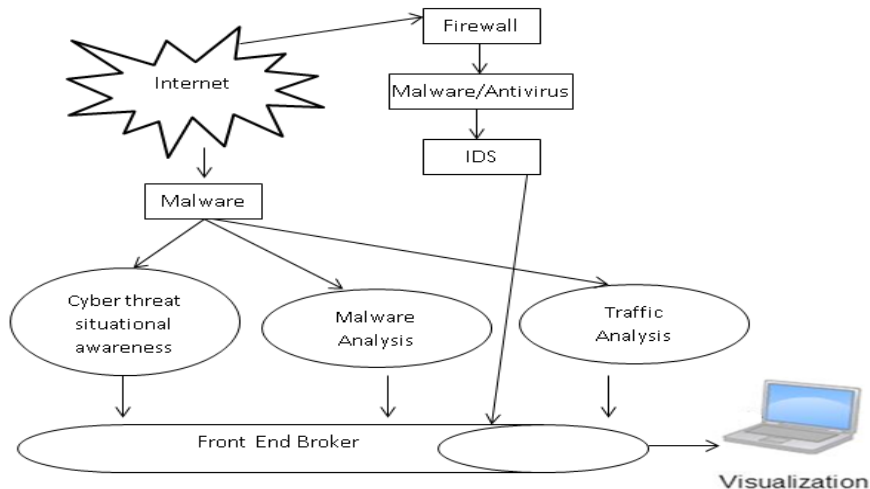 Firewall
Internet
Malware/Antivirus
IDS
Malware
Cyber threat
situational
awareness
Malware
Analysis
Traffic
Analysis
Front End Broker
Visualization